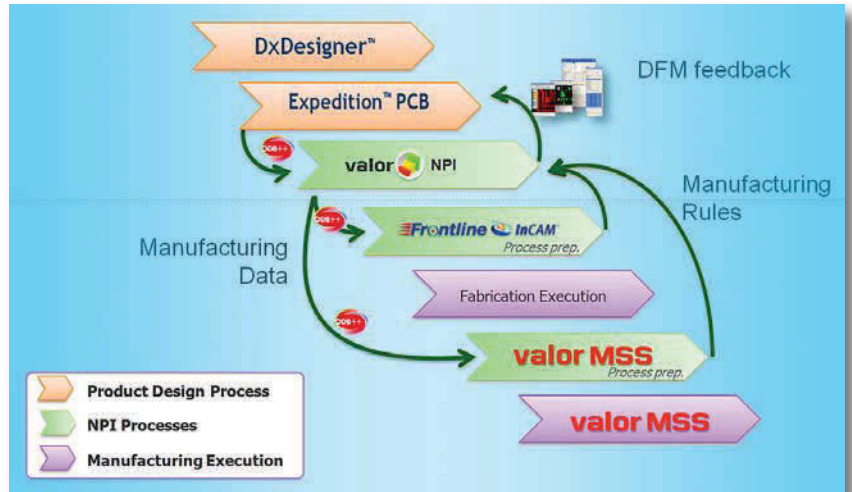 DxDesigner™
Expedition™ PCB
DFM feedback
ODB++
valor NPI
Manufacturing
Rules
ODB++
Frontline InCAM®
Process prep.
Manufacturing
Data
Fabrication Execution
ODB++
valor MSS
Process prep.
Product Design Process
NPI Processes
Manufacturing Execution
valor MSS